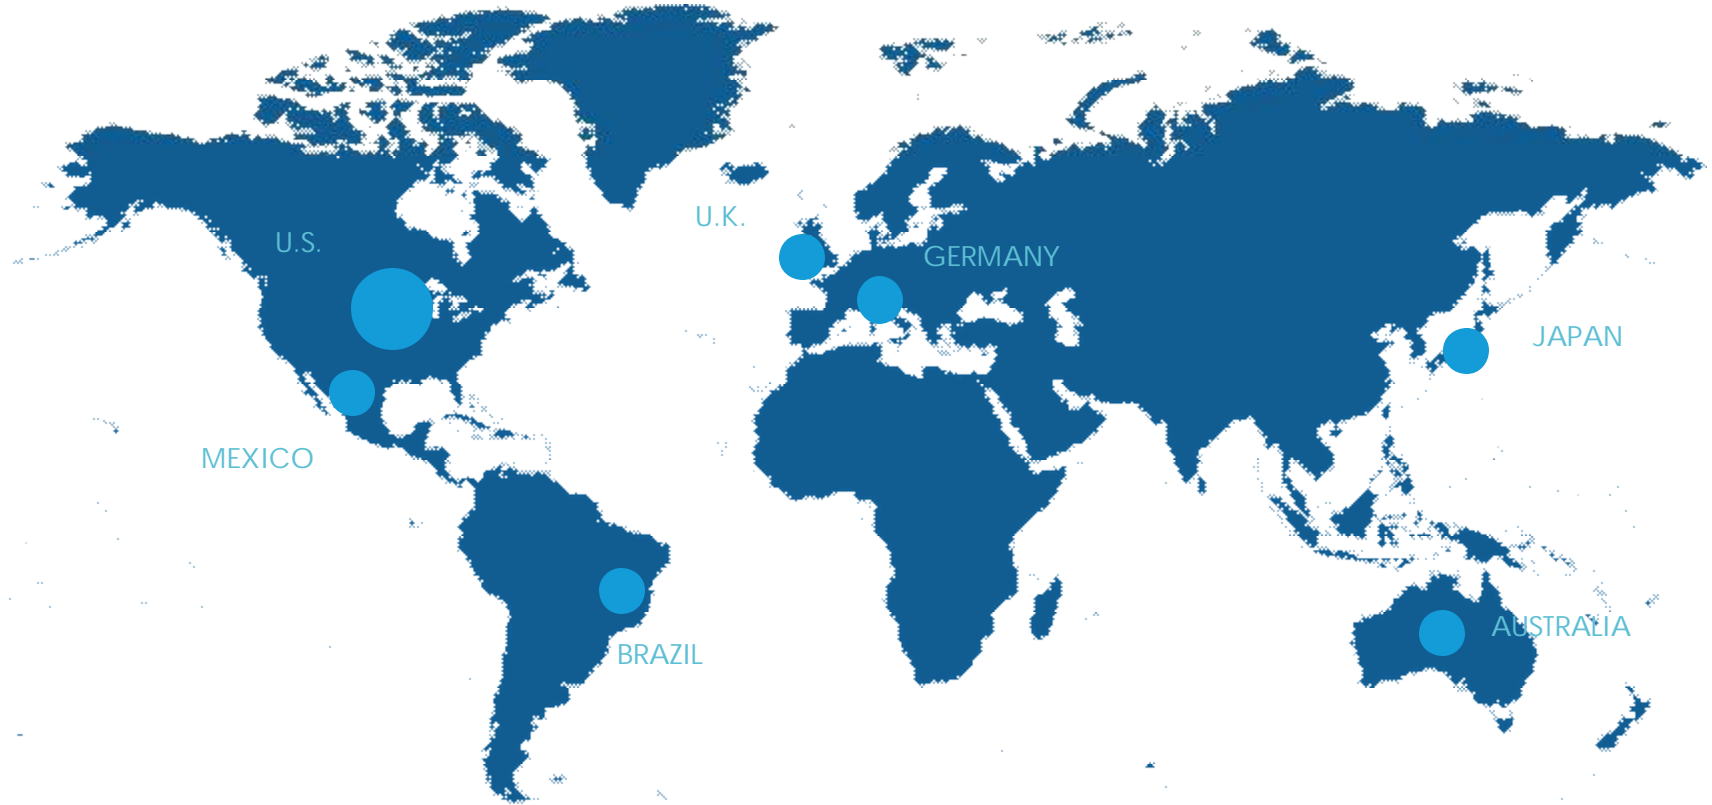 U.K.
U.S.
GERMANY
JAPAN
MEXICO
AUSTRALIA
BRAZIL